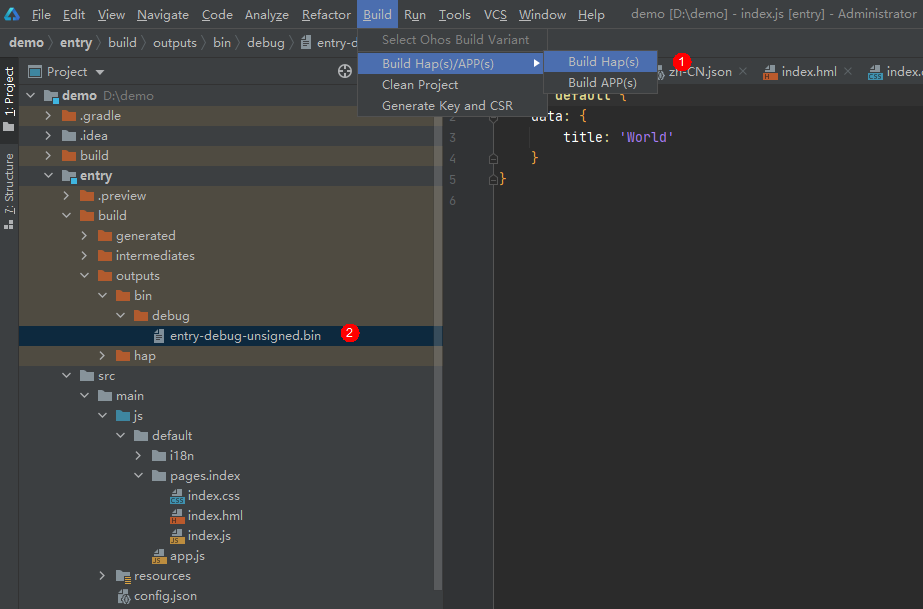 File Edit View Navigate Code Analyze Refactor Build Run Tools VCS Window Help demo [D:\demo] - index.js [entry] - Administrator
demo entry build outputs bin debug entry-d
Select Ohos Build Variant
Build Hap(s)/APP(s)
Clean Project
Generate Key and CSR
Build Hap(s)
Build APP(s)
1
-CN.json index.hml index.
1: Project
7: Structure
Project
demo D:\demo
.gradle
.idea
build
entry
.preview
build
generated
intermediates
outputs
bin
debug
entry-debug-unsigned.bin 2
hap
src
main
js
default
i18n
pages.index
index.css
index.hml
index.js
app.js
resources
config.json
default {
2 data: {
3 title: 'World'
4 }
5 }
6